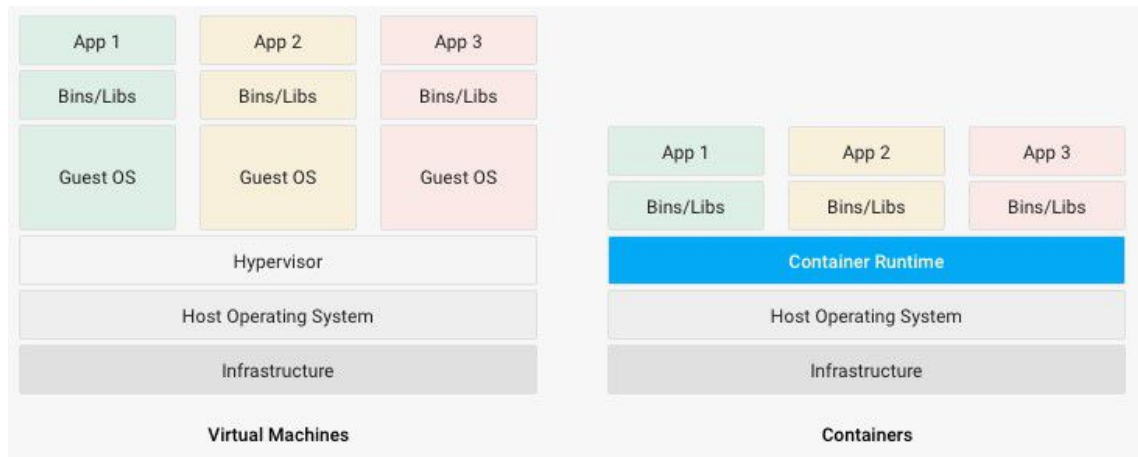 App 1
App 2
App 3
Bins/Libs
Bins/Libs
Bins/Libs
Guest OS
Guest OS
Guest OS
Hypervisor
Host Operating System
Infrastructure
Virtual Machines
App 1
App 2
App 3
Bins/Libs
Bins/Libs
Bins/Libs
Container Runtime
Host Operating System
Infrastructure
Containers